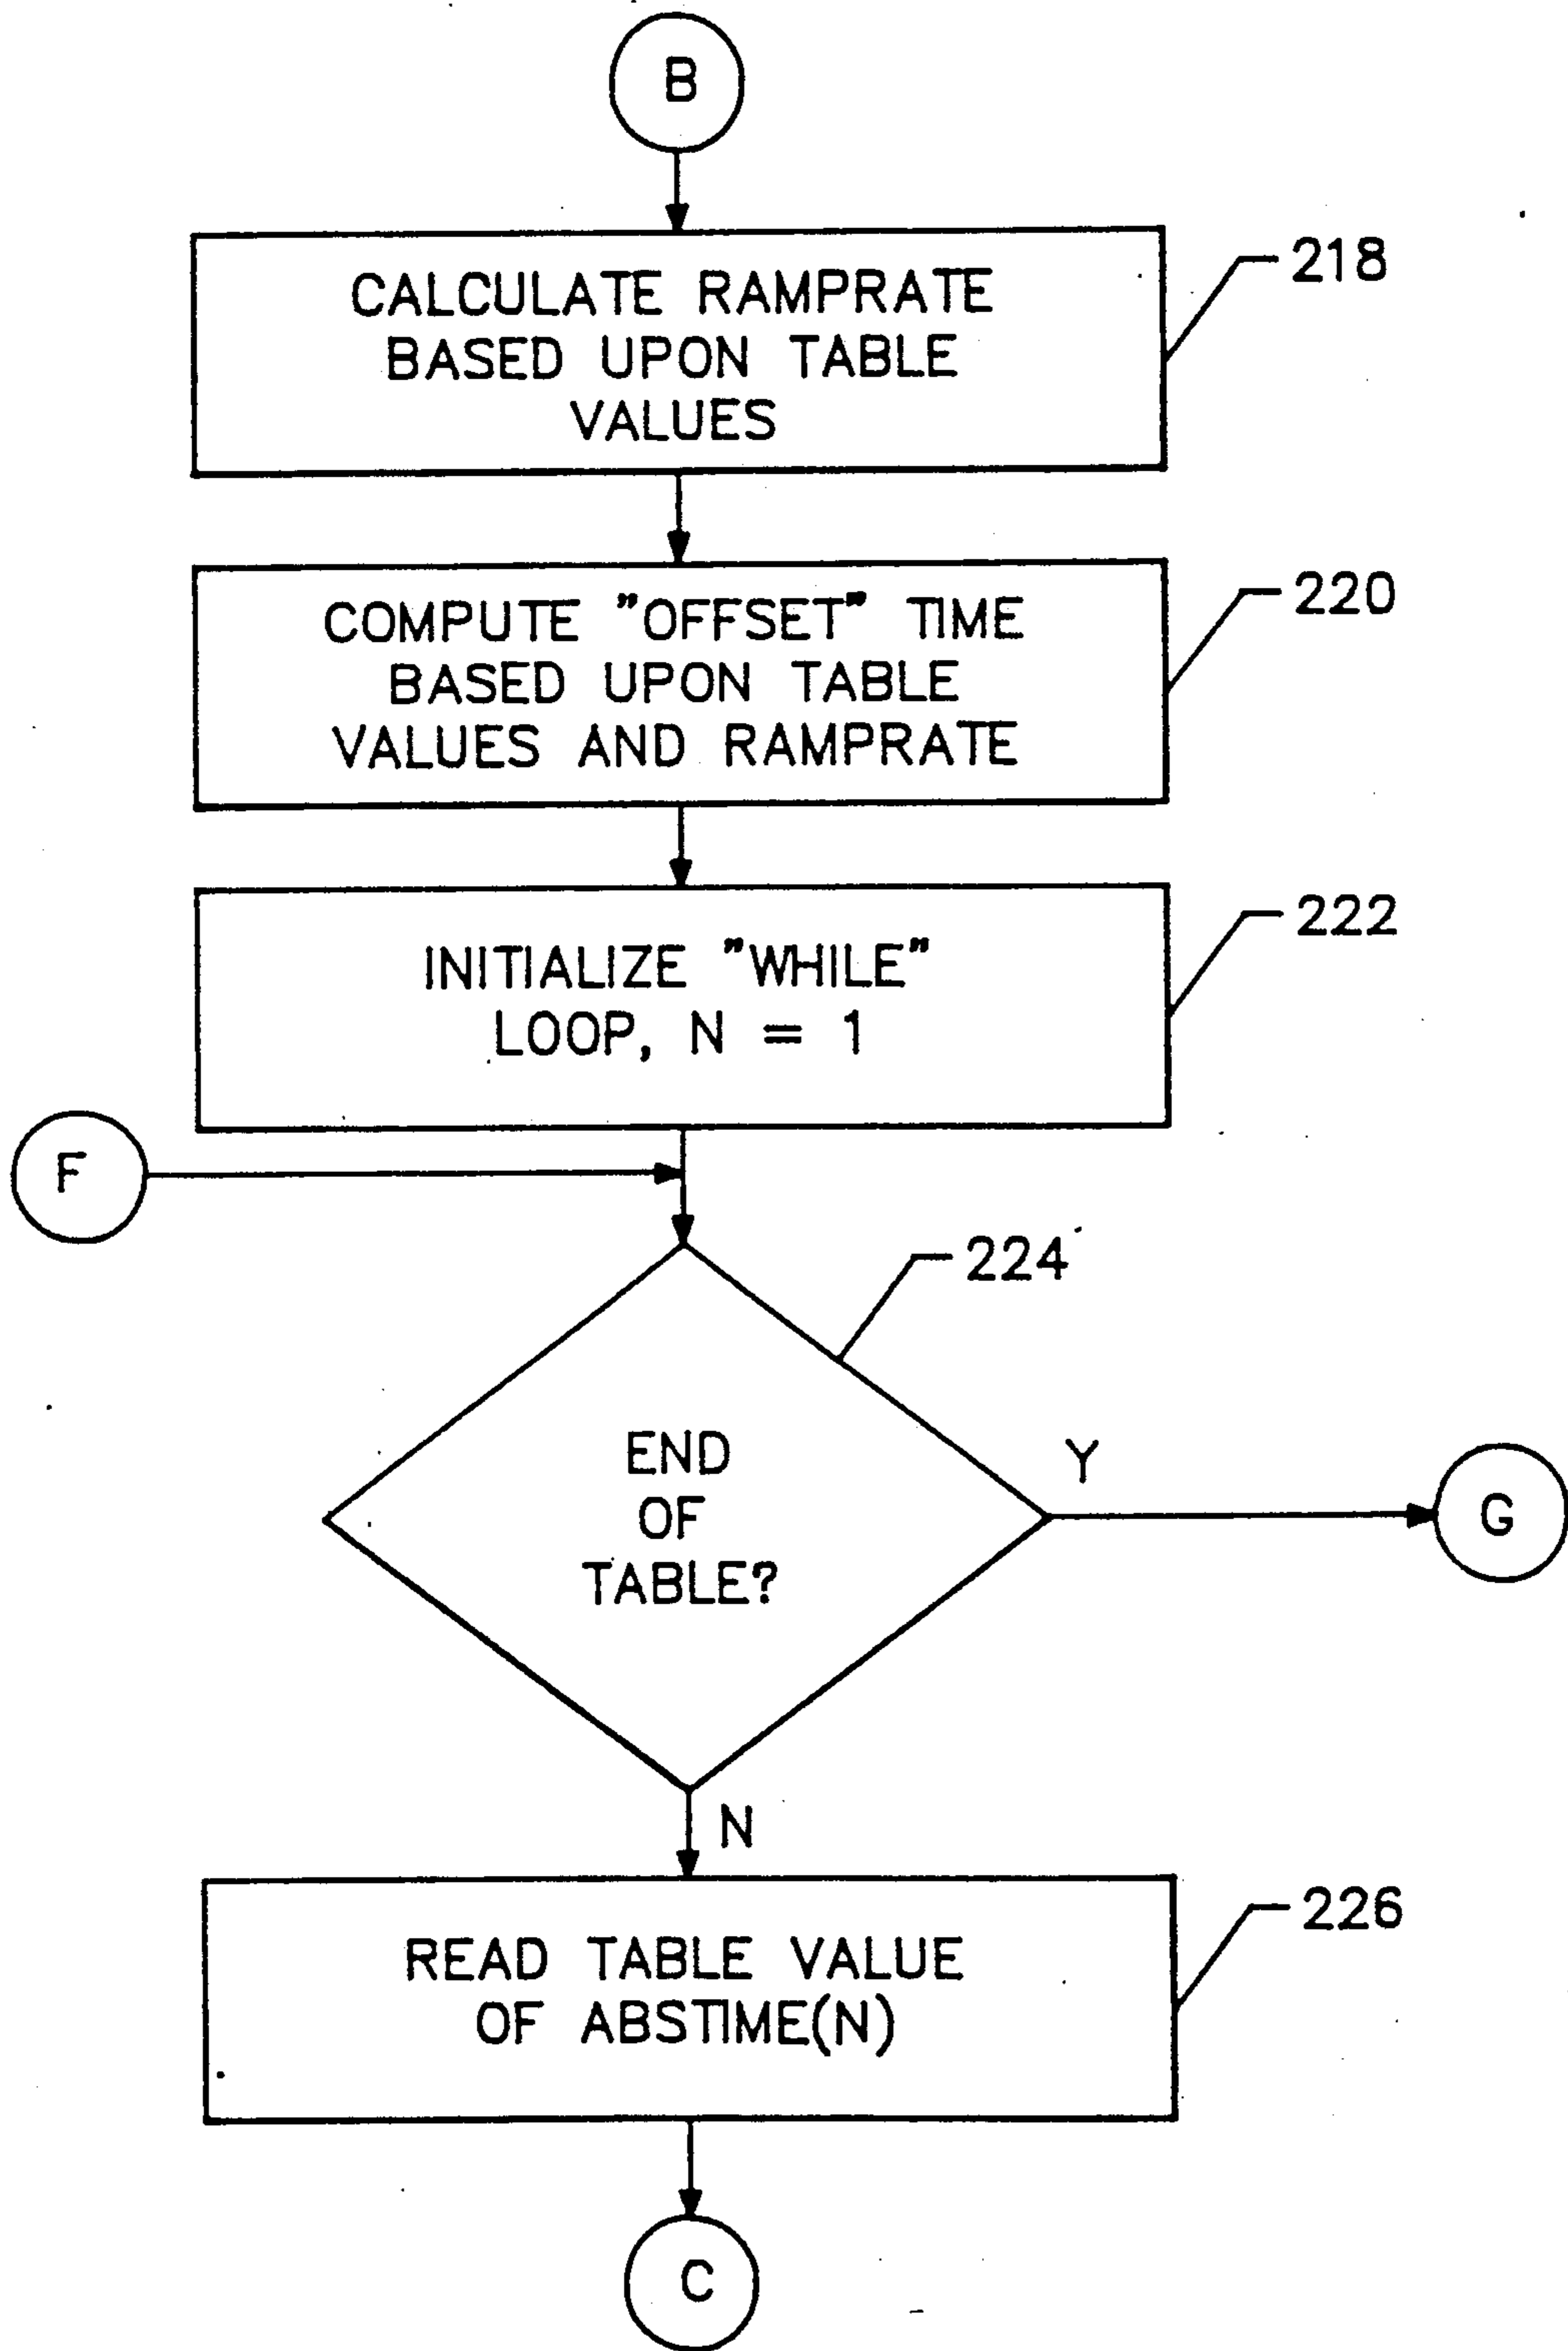 B
CALCULATE RAMPRATE
BASED UPON TABLE
VALUES
218
COMPUTE "OFFSET" TIME
BASED UPON TABLE
VALUES AND RAMPRATE
220
INITIALIZE "WHILE"
LOOP, N = 1
222
F
224
END
OF
TABLE?
Y
G
N
READ TABLE VALUE
OF ABSTIME(N)
226
C